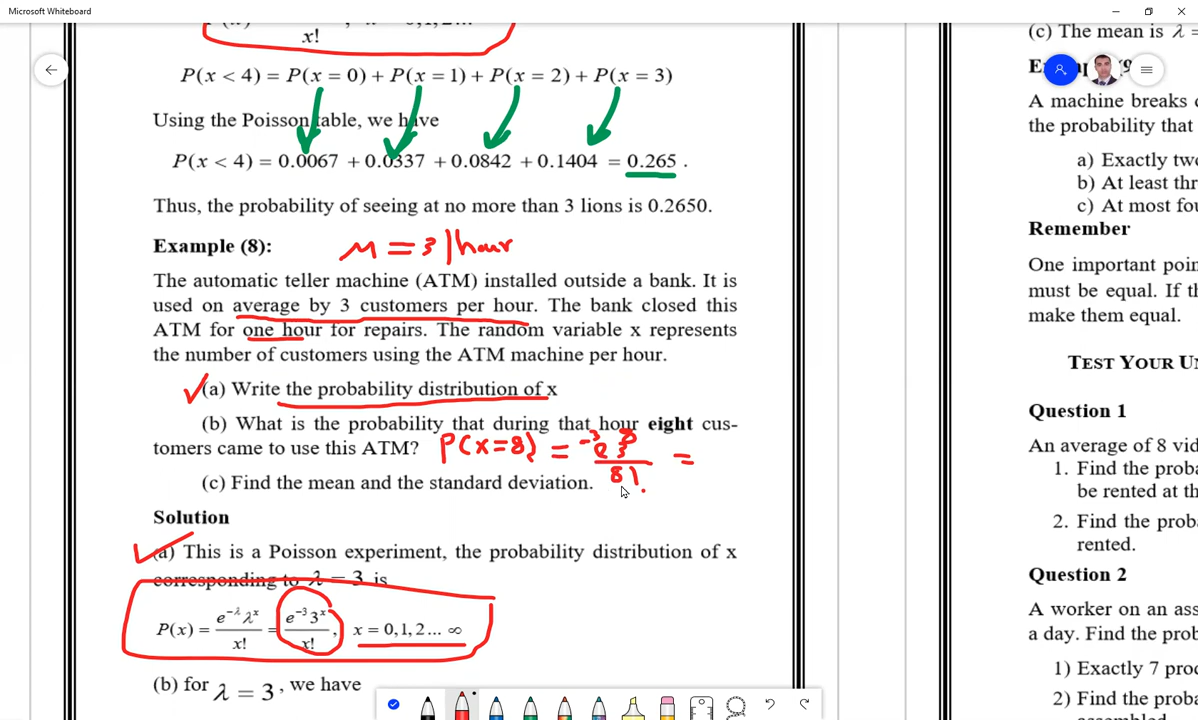 Microsoft Whiteboard
x!
P(x < 4) = P(x = 0) + P(x = 1) + P(x = 2) + P(x = 3)
Using the Poisson table, we have
P(x < 4) = 0.0067 + 0.0337 + 0.0842 + 0.1404 = 0.265 .
Thus, the probability of seeing at no more than 3 lions is 0.2650.
Example (8): M = 3 | hour
The automatic teller machine (ATM) installed outside a bank. It is
used on average by 3 customers per hour. The bank closed this
ATM for one hour for repairs. The random variable x represents
the number of customers using the ATM machine per hour.
(a) Write the probability distribution of x
(b) What is the probability that during that hour eight cus-
tomers came to use this ATM? P(x=8) = e^-3 3^8 / 8! =
(c) Find the mean and the standard deviation.
Solution
(a) This is a Poisson experiment, the probability distribution of x
corresponding to λ = 3 is
P(x) = e^-λ λ^x / x! = e^-3 3^x / x! , x = 0,1,2... ∞
(b) for λ = 3 , we have
(c) The mean is λ =
A machine breaks
the probability that
a) Exactly two
b) At least thr
c) At most fou
Remember
One important poin
must be equal. If th
make them equal.
TEST YOUR UN
Question 1
An average of 8 vid
1. Find the proba
be rented at th
2. Find the prob
rented.
Question 2
A worker on an ass
a day. Find the prob
1) Exactly 7 proc
2) Find the proba